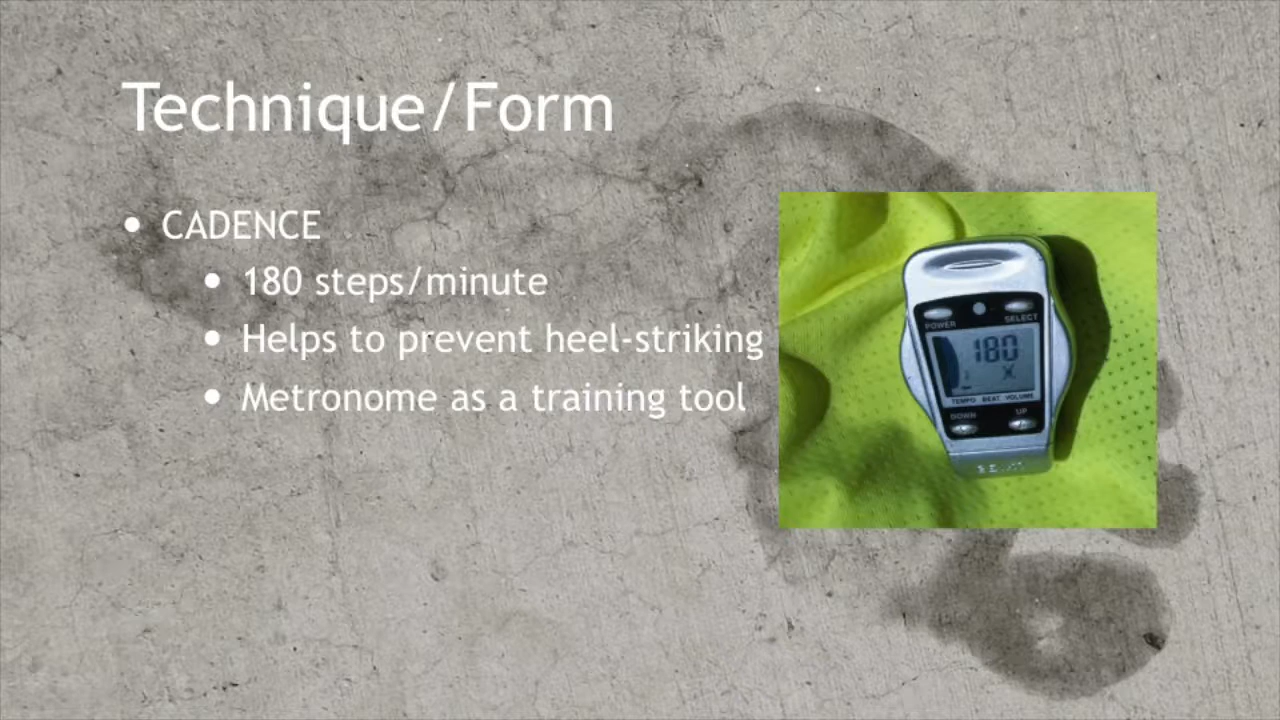 Technique/Form
• CADENCE
• 180 steps/minute
• Helps to prevent heel-striking
• Metronome as a training tool
POWER
SELECT
180
TEMPO BEAT VOLUME
DOWN
UP